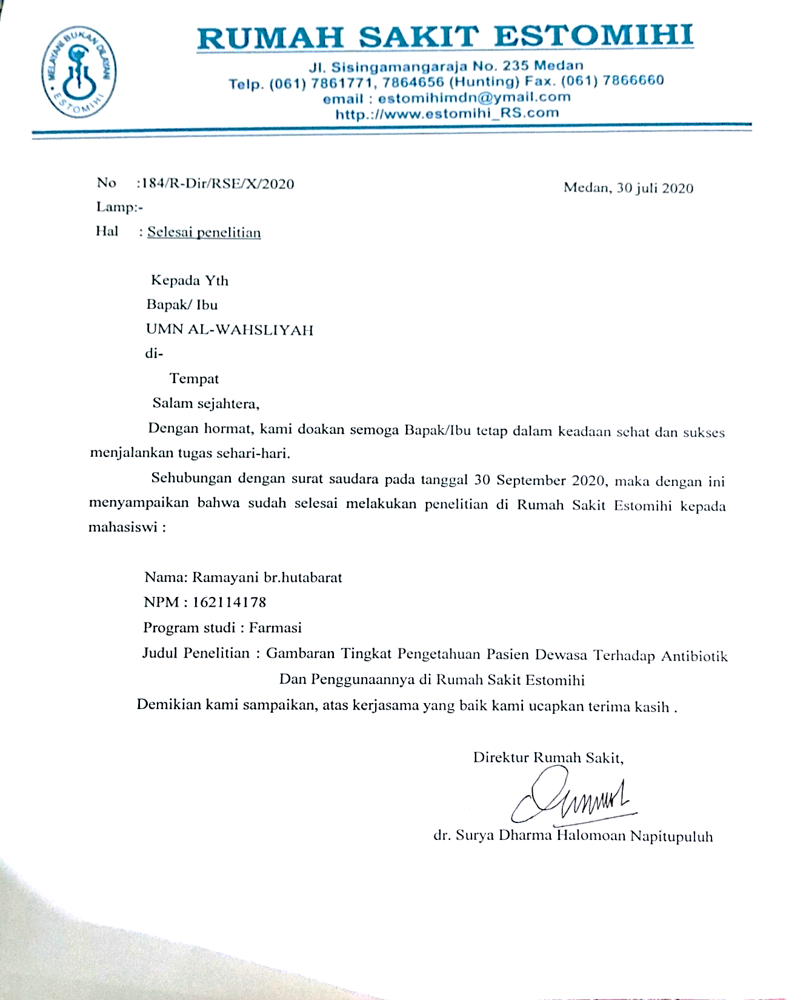 MELAYANI BUKAN DILAYANI
• ESTOMIHI •
RUMAH SAKIT ESTOMIHI
Jl. Sisingamangaraja No. 235 Medan
Telp. (061) 7861771, 7864656 (Hunting) Fax. (061) 7866660
email : estomihimdn@ymail.com
http.://www.estomihi_RS.com
No :184/R-Dir/RSE/X/2020
Medan, 30 juli 2020
Lamp:-
Hal : Selesai penelitian
Kepada Yth
Bapak/ Ibu
UMN AL-WAHSLIYAH
di-
Tempat
Salam sejahtera,
Dengan hormat, kami doakan semoga Bapak/Ibu tetap dalam keadaan sehat dan sukses
menjalankan tugas sehari-hari.
Sehubungan dengan surat saudara pada tanggal 30 September 2020, maka dengan ini
menyampaikan bahwa sudah selesai melakukan penelitian di Rumah Sakit Estomihi kepada
mahasiswi :
Nama: Ramayani br.hutabarat
NPM : 162114178
Program studi : Farmasi
Judul Penelitian : Gambaran Tingkat Pengetahuan Pasien Dewasa Terhadap Antibiotik
Dan Penggunaannya di Rumah Sakit Estomihi
Demikian kami sampaikan, atas kerjasama yang baik kami ucapkan terima kasih .
Direktur Rumah Sakit,
dr. Surya Dharma Halomoan Napitupuluh